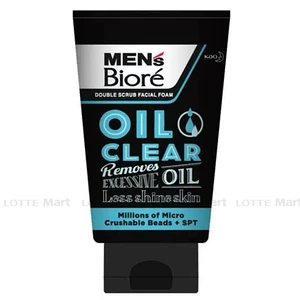 MEN's
Bioré
Kao
DOUBLE SCRUB FACIAL FOAM
OIL
CLEAR
Removes
EXCESSIVE OIL
Less shine skin
LOTTE Mart LOTTE Mart LOTTE Mart
Millions of Micro
Crushable Beads + SPT